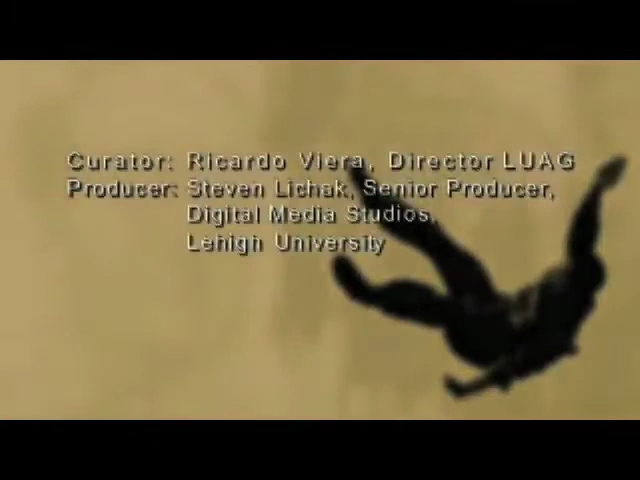 Curator: Ricardo Viera, Director LUAG
Producer: Steven Lichak, Senior Producer,
Digital Media Studios,
Lehigh University